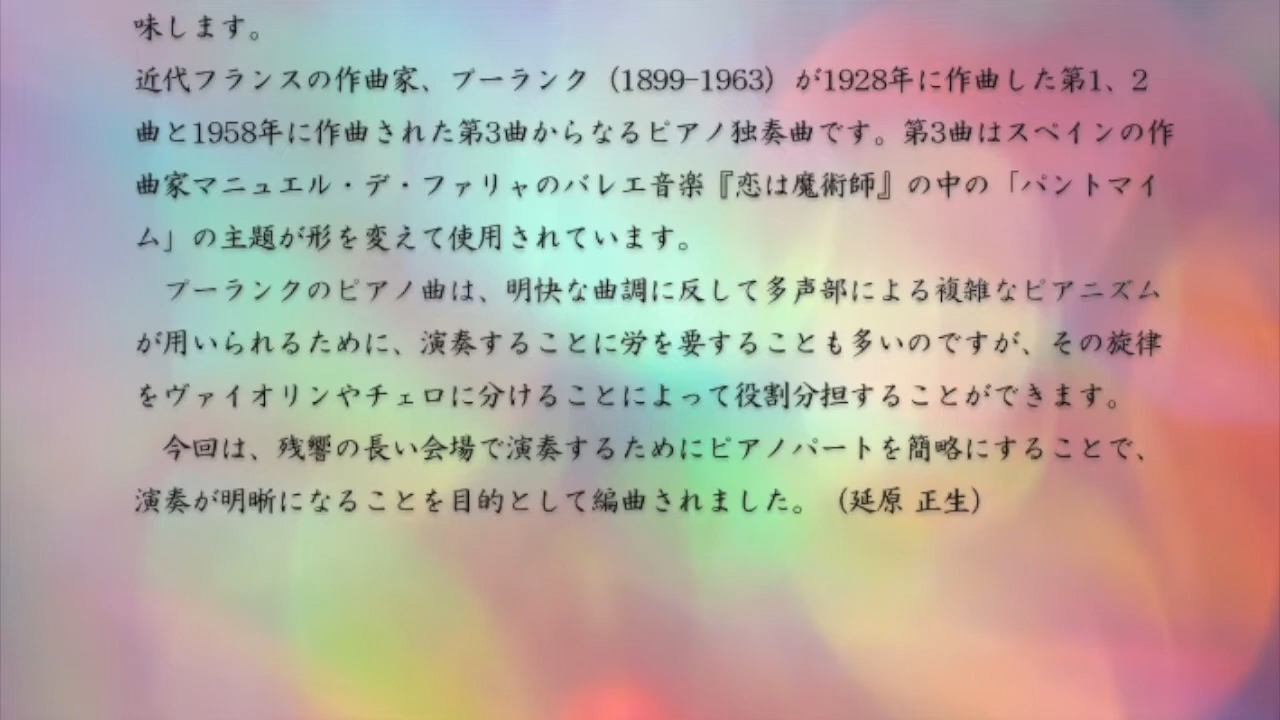 味します。
近代フランスの作曲家、プーランク（1899-1963）が1928年に作曲した第1、2
曲と1958年に作曲された第3曲からなるピアノ独奏曲です。第3曲はスペインの作
曲家マニュエル・デ・ファリャのバレエ音楽『恋は魔術師』の中の「パントマイ
ム」の主題が形を変えて使用されています。
　プーランクのピアノ曲は、明快な曲調に反して多声部による複雑なピアニズム
が用いられるために、演奏することに労を要することも多いのですが、その旋律
をヴァイオリンやチェロに分けることによって役割分担することができます。
　今回は、残響の長い会場で演奏するためにピアノパートを簡略にすることで、
演奏が明晰になることを目的として編曲されました。（延原 正生）